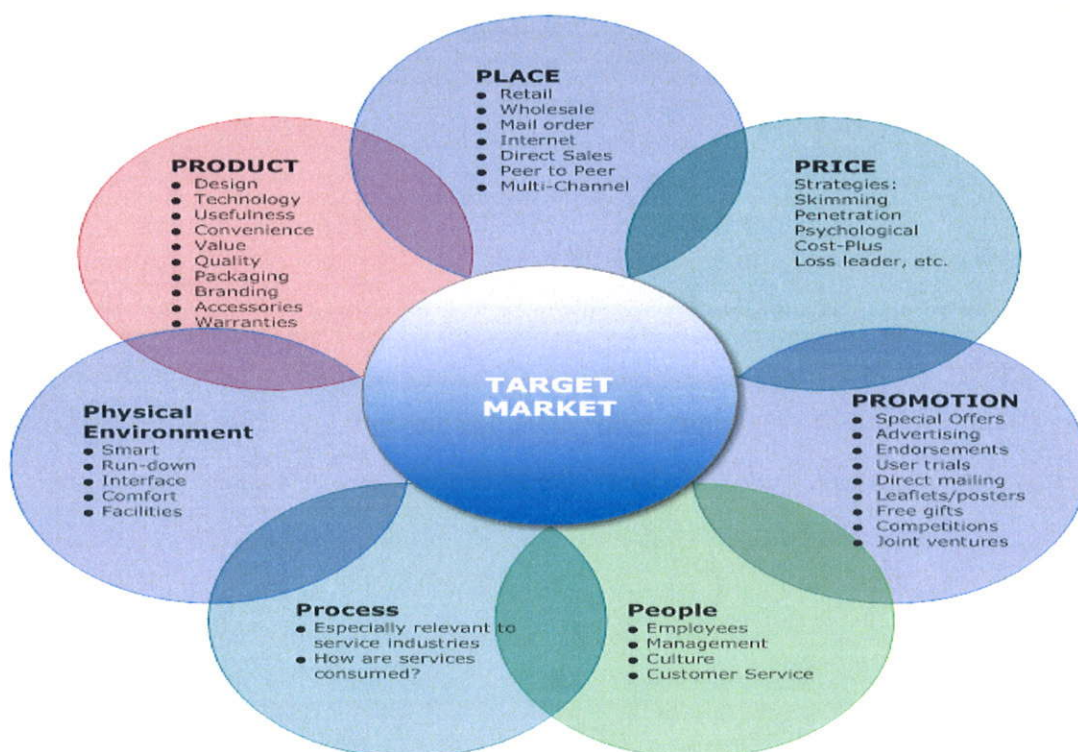 PLACE
● Retail
● Wholesale
● Mail order
● Internet
● Direct Sales
● Peer to Peer
● Multi-Channel
PRODUCT
● Design
● Technology
● Usefulness
● Convenience
● Value
● Quality
● Packaging
● Branding
● Accessories
● Warranties
PRICE
Strategies:
Skimming
Penetration
Psychological
Cost-Plus
Loss leader, etc.
TARGET
MARKET
Physical
Environment
● Smart
● Run-down
● Interface
● Comfort
● Facilities
PROMOTION
● Special Offers
● Advertising
● Endorsements
● User trials
● Direct mailing
● Leaflets/posters
● Free gifts
● Competitions
● Joint ventures
Process
● Especially relevant to
service industries
● How are services
consumed?
People
● Employees
● Management
● Culture
● Customer Service